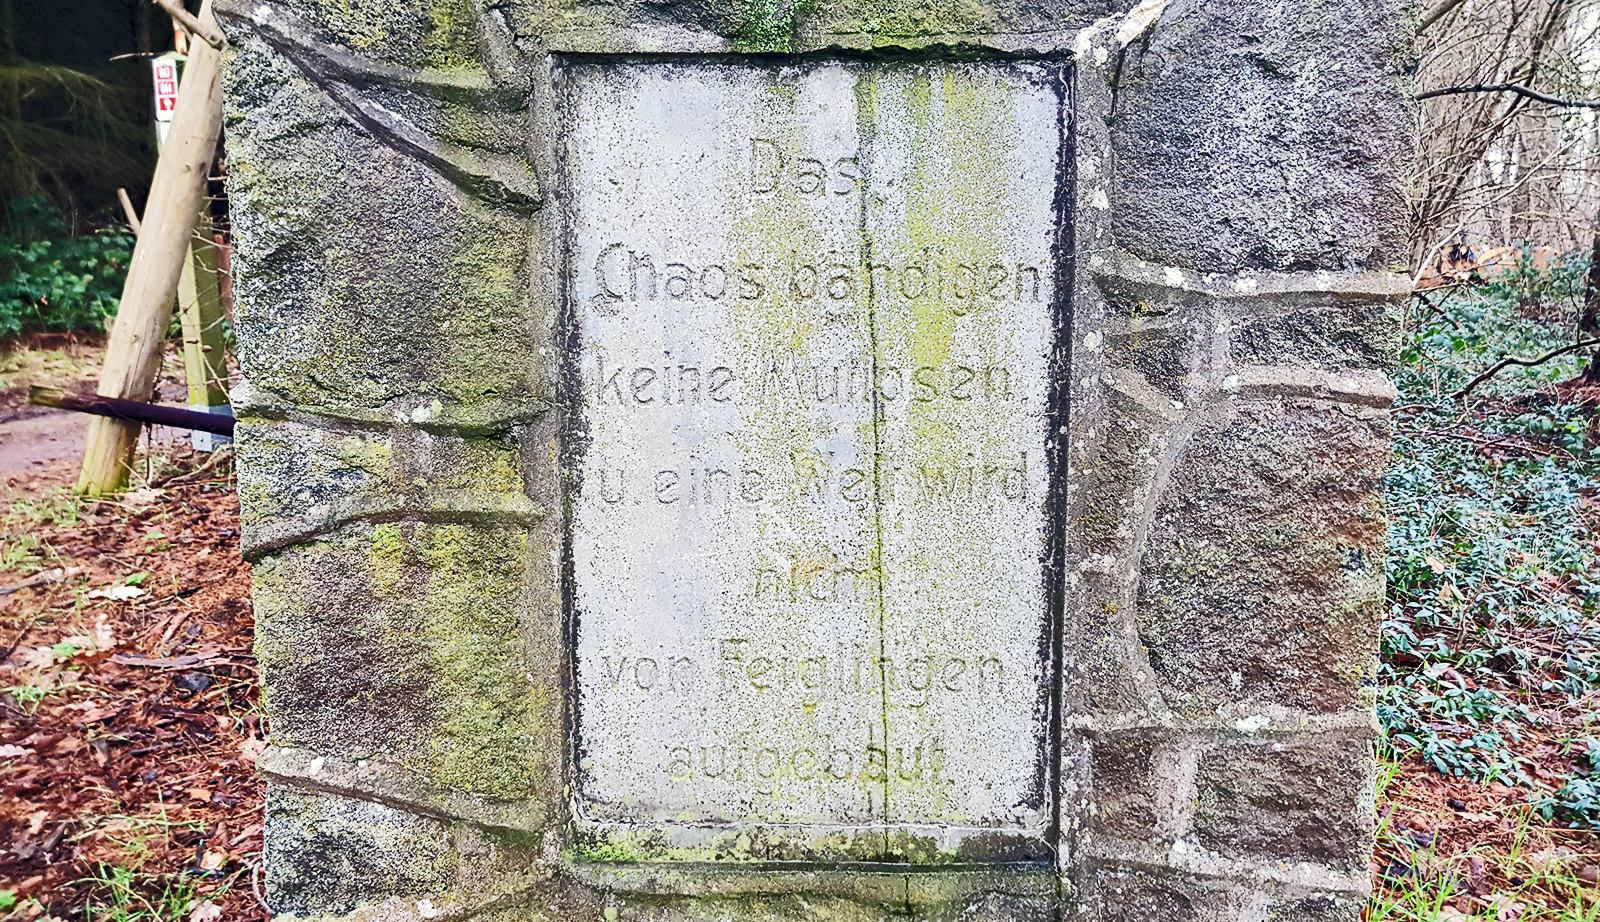 Das
Chaos bändigen
keine Mutlosen
u. eine Welt wird
nicht
von Feiglingen
aufgebaut